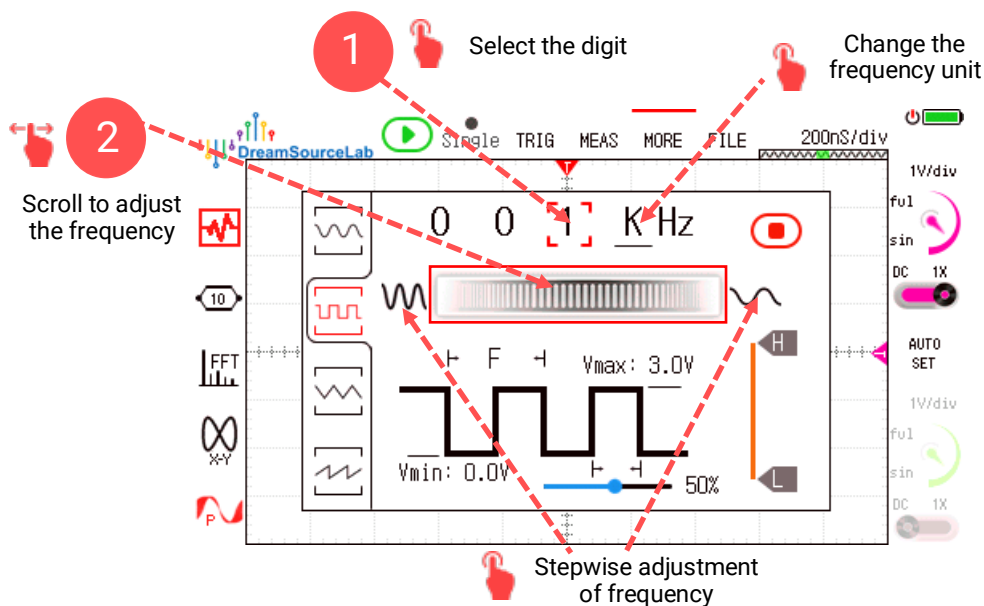 1
Select the digit
Change the
frequency unit
2
DreamSourceLab
Single
TRIG
MEAS
MORE
FILE
200nS/div
T
1V/div
Scroll to adjust
the frequency
0 0 1 K Hz
ful
sin
DC 1X
10
H
F
Vmax: 3.0V
AUTO
SET
FFT
1V/div
X-Y
ful
Vmin: 0.0V
sin
L
50%
DC 1X
P
Stepwise adjustment
of frequency